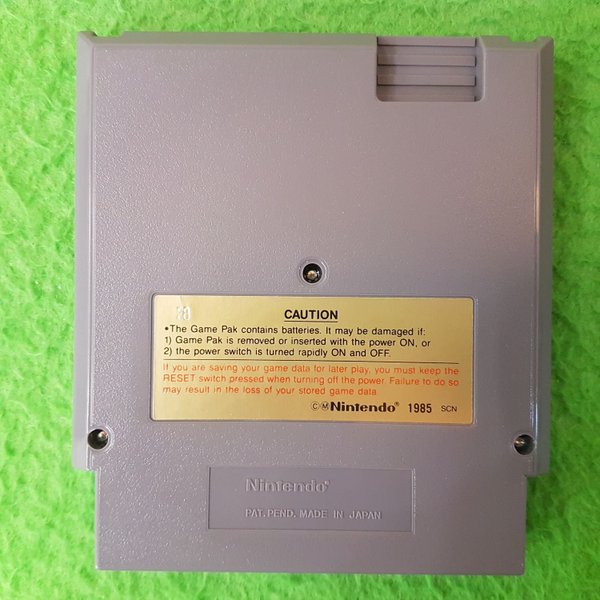 38
CAUTION
•The Game Pak contains batteries. It may be damaged if:
1) Game Pak is removed or inserted with the power ON, or
2) the power switch is turned rapidly ON and OFF.
If you are saving your game data for later play, you must keep the
RESET switch pressed when turning off the power. Failure to do so
may result in the loss of your stored game data.
©ⓂNintendo® 1985 SCN
Nintendo®
PAT.PEND. MADE IN JAPAN